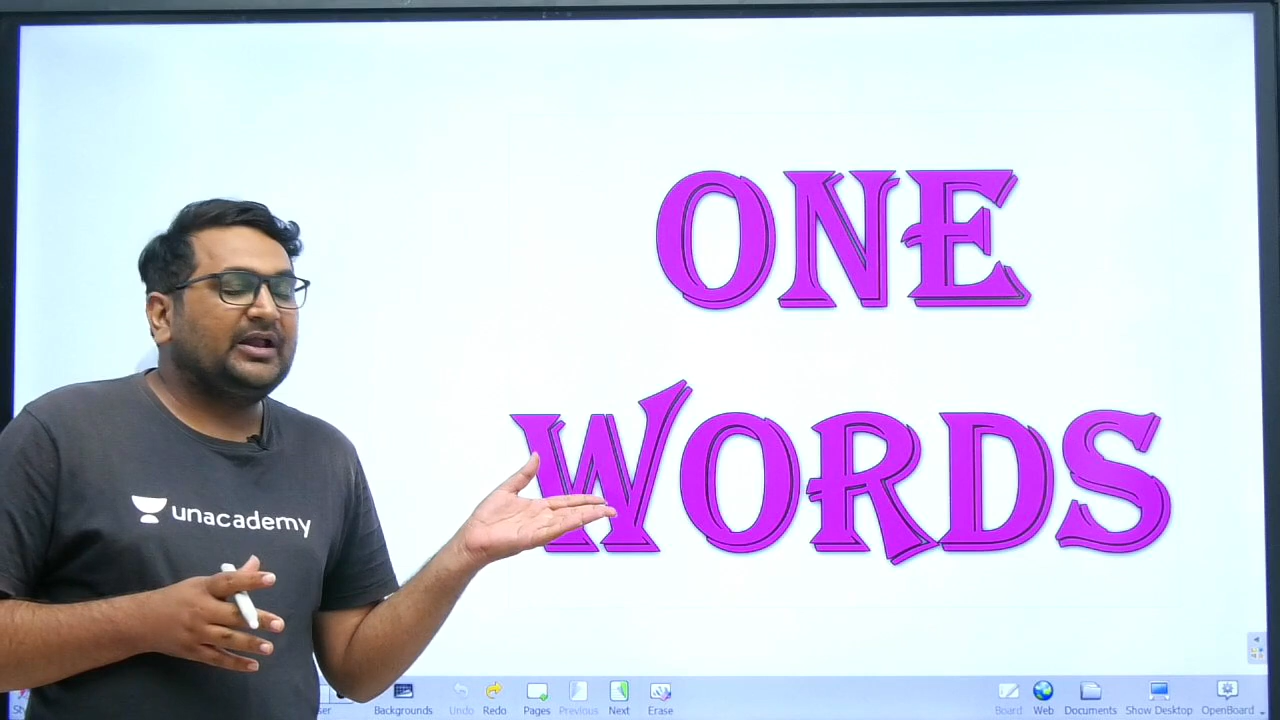 ONE
WORDS
unacademy
Backgrounds Undo Redo Pages Previous Next Erase Board Web Documents Show Desktop OpenBoard